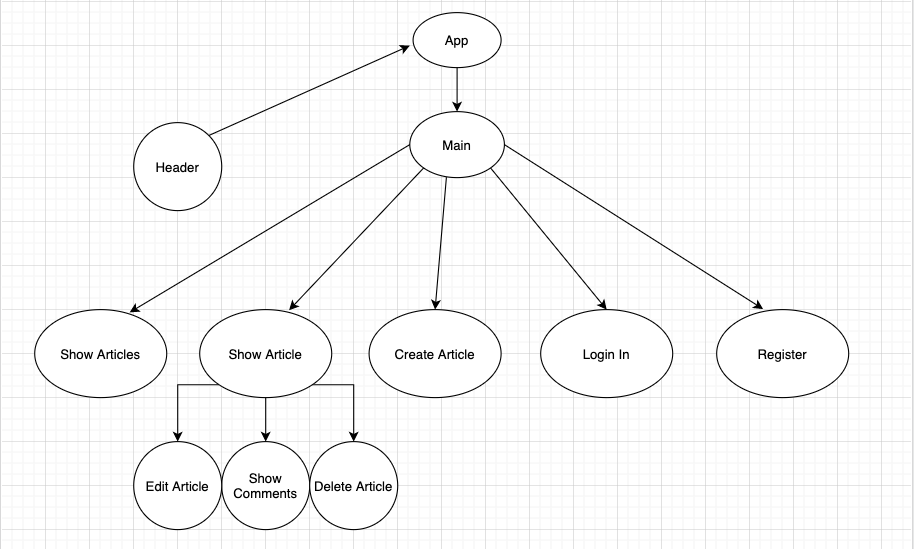 App
Main
Header
Show Articles
Show Article
Create Article
Login In
Register
Edit Article
Show
Comments
Delete Article